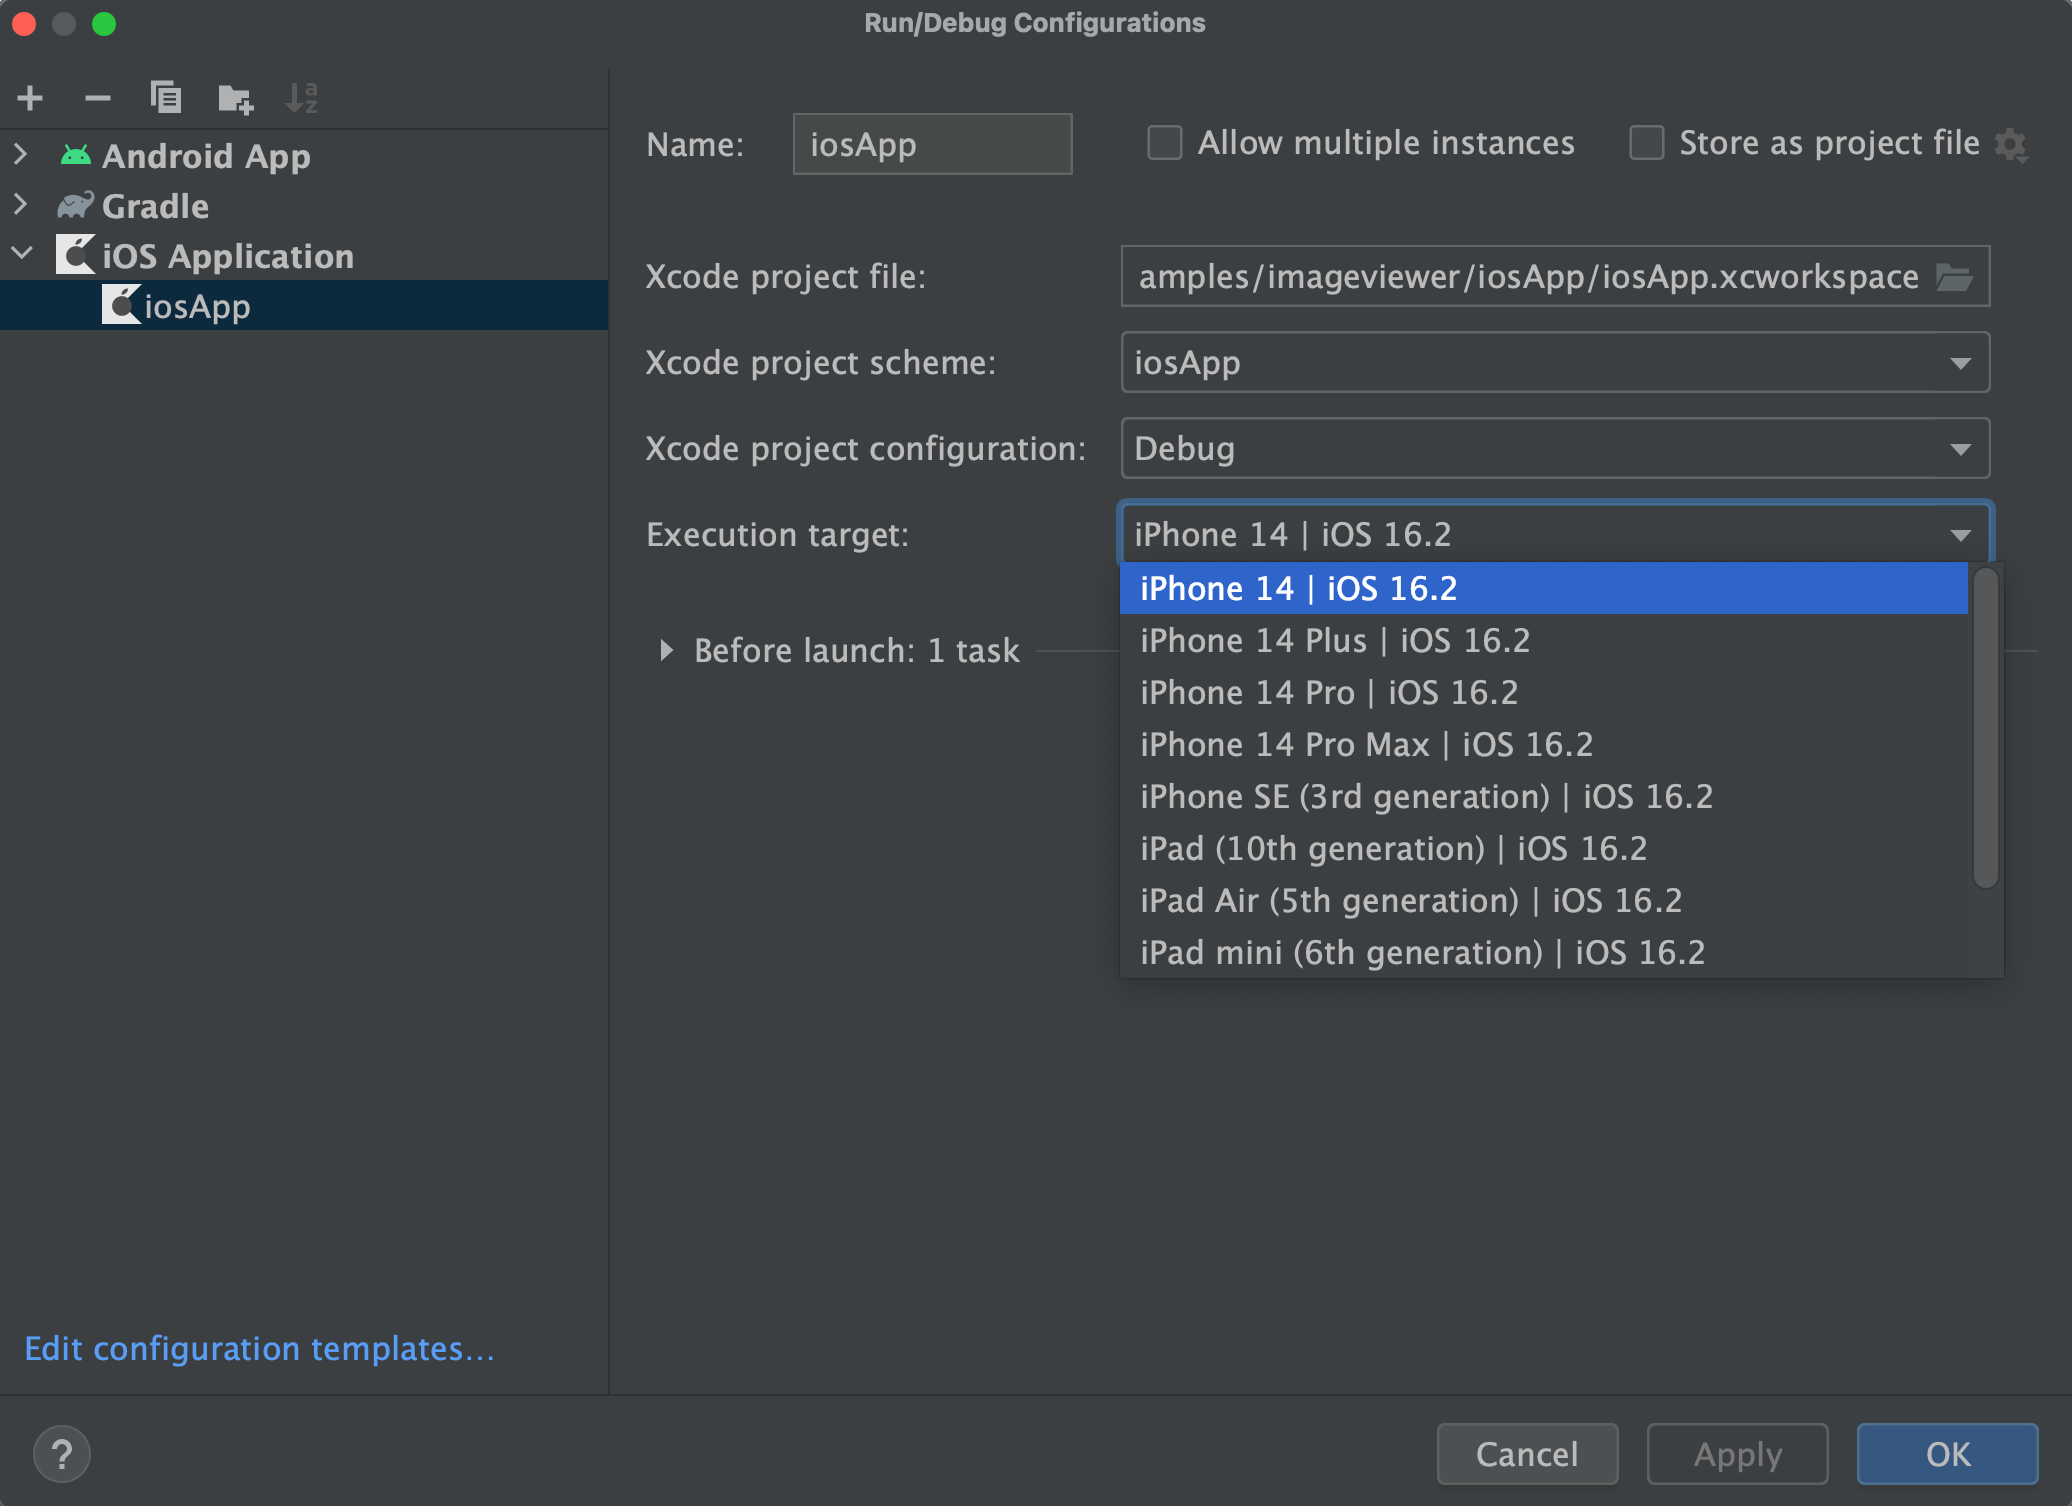 Run/Debug Configurations
Android App
Gradle
iOS Application
iosApp
Edit configuration templates...
Name: iosApp
Allow multiple instances
Store as project file
Xcode project file: amples/imageviewer/iosApp/iosApp.xcworkspace
Xcode project scheme: iosApp
Xcode project configuration: Debug
Execution target: iPhone 14 | iOS 16.2
iPhone 14 | iOS 16.2
iPhone 14 Plus | iOS 16.2
iPhone 14 Pro | iOS 16.2
iPhone 14 Pro Max | iOS 16.2
iPhone SE (3rd generation) | iOS 16.2
iPad (10th generation) | iOS 16.2
iPad Air (5th generation) | iOS 16.2
iPad mini (6th generation) | iOS 16.2
Before launch: 1 task
?
Cancel
Apply
OK